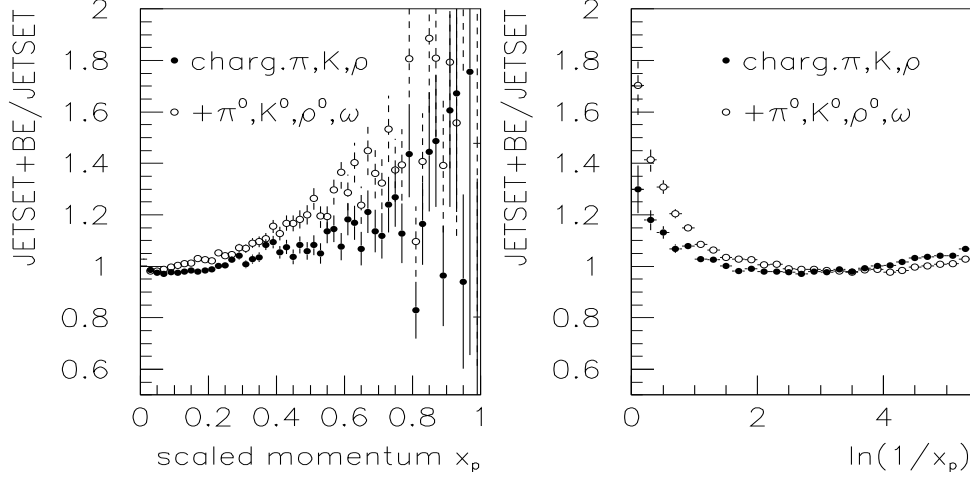 JETSET+BE/JETSET
2
1.8
1.6
1.4
1.2
1
0.8
0.6
charg.π,K,ρ
+π⁰,K⁰,ρ⁰,ω
0 0.2 0.4 0.6 0.8 1
scaled momentum xₚ
JETSET+BE/JETSET
2
1.8
1.6
1.4
1.2
1
0.8
0.6
charg.π,K,ρ
+π⁰,K⁰,ρ⁰,ω
0 2 4
ln(1/xₚ)